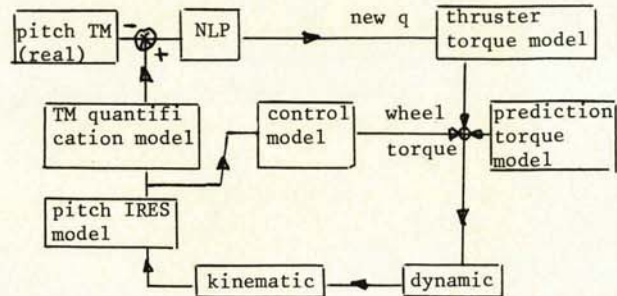 pitch TM
(real)
−
+
NLP
new q
thruster
torque model
TM quantifi
cation model
control
model
wheel
torque
prediction
torque
model
pitch IRES
model
kinematic
dynamic